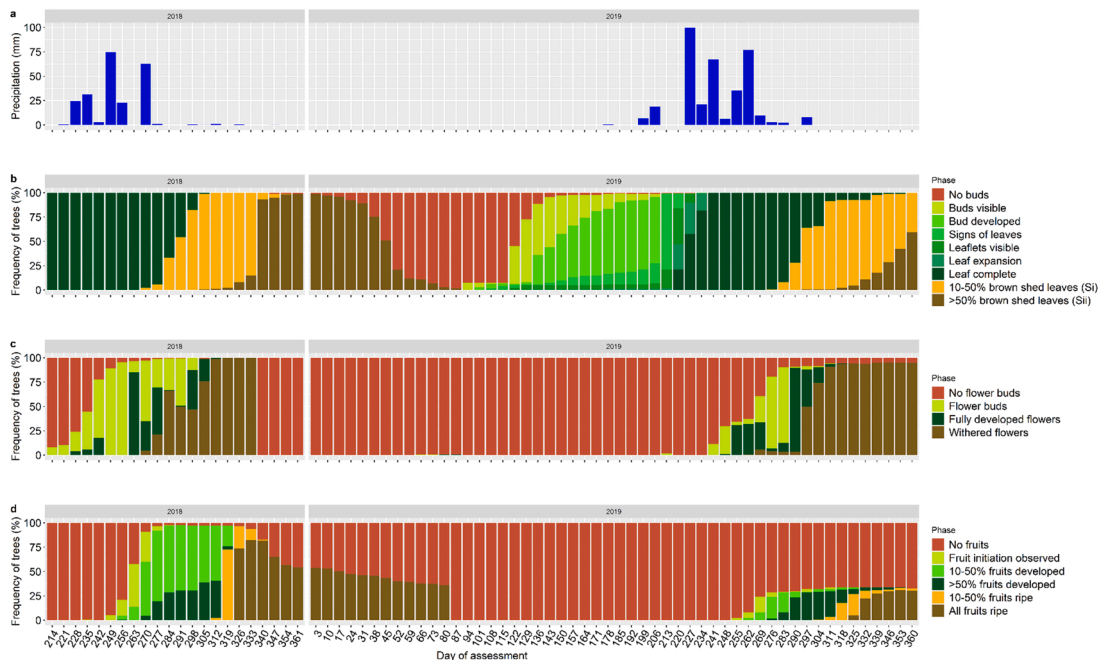 a
2018
2019
Precipitation (mm)
100
75
50
25
0
b
2018
2019
Frequency of trees (%)
100
75
50
25
0
Phase
No buds
Buds visible
Bud developed
Signs of leaves
Leaflets visible
Leaf expansion
Leaf complete
10-50% brown shed leaves (Si)
>50% brown shed leaves (Sii)
c
2018
2019
Frequency of trees (%)
100
75
50
25
0
Phase
No flower buds
Flower buds
Fully developed flowers
Withered flowers
d
2018
2019
Frequency of trees (%)
100
75
50
25
0
Phase
No fruits
Fruit initiation observed
10-50% fruits developed
>50% fruits developed
10-50% fruits ripe
All fruits ripe
214 221 228 235 242 249 256 263 270 277 284 291 298 305 312 319 326 333 340 347 354 361 3 10 17 24 31 38 45 52 59 66 73 80 87 94 101 108 115 122 129 136 143 150 157 164 171 178 185 192 199 206 213 220 227 234 241 248 255 262 269 276 283 290 297 304 311 318 325 332 339 346 353 360
Day of assessment